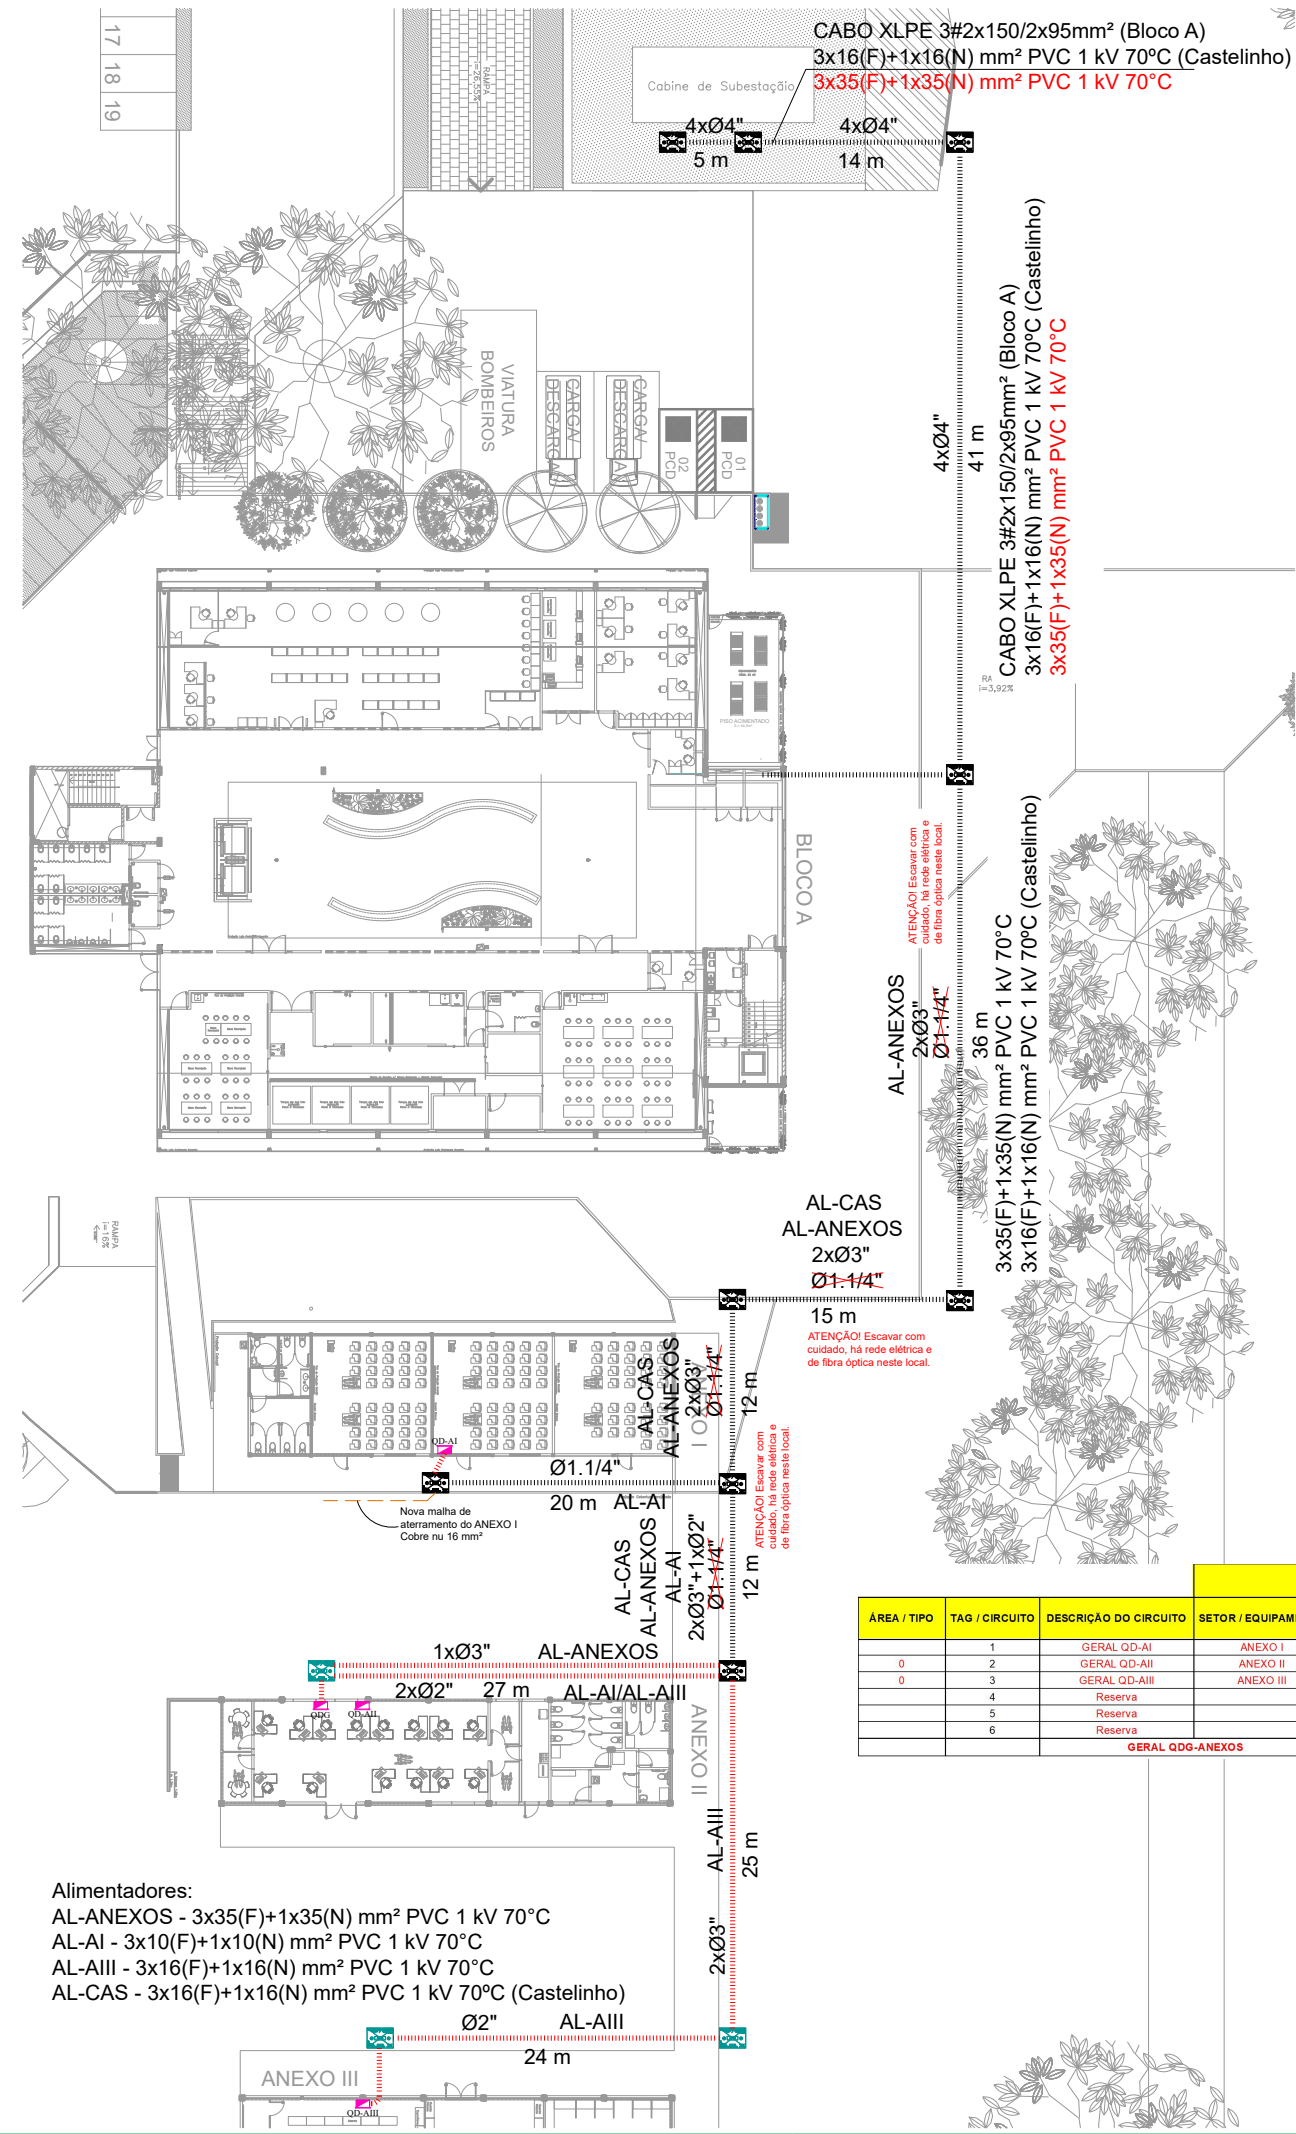 17
18
19
RAMPA
i=26,55%
Cabine de Subestação
CABO XLPE 3#2x150/2x95mm² (Bloco A)
3x16(F)+1x16(N) mm² PVC 1 kV 70ºC (Castelinho)
3x35(F)+1x35(N) mm² PVC 1 kV 70°C
4xØ4"
5 m
4xØ4"
14 m
4xØ4"
41 m
CABO XLPE 3#2x150/2x95mm² (Bloco A)
3x16(F)+1x16(N) mm² PVC 1 kV 70ºC (Castelinho)
3x35(F)+1x35(N) mm² PVC 1 kV 70°C
VIATURA
BOMBEIROS
CARGA/
DESCARGA
CARGA/
DESCARGA
02
PCD
01
PCD
RA
i=3,92%
PISO ACIMENTADO
BLOCO A
ATENÇÃO! Escavar com
cuidado, há rede elétrica e
de fibra óptica neste local.
AL-ANEXOS
2xØ3"
Ø1.1/4"
36 m
3x35(F)+1x35(N) mm² PVC 1 kV 70°C
3x16(F)+1x16(N) mm² PVC 1 kV 70ºC (Castelinho)
RAMPA
i=16%
AL-CAS
AL-ANEXOS
2xØ3"
Ø1.1/4"
15 m
ATENÇÃO! Escavar com
cuidado, há rede elétrica e
de fibra óptica neste local.
AL-CAS
AL-ANEXOS
2xØ3"
Ø1.1/4"
12 m
ANEXO I
QD-AI
Ø1.1/4"
20 m
AL-AI
Nova malha de
aterramento do ANEXO I
Cobre nu 16 mm²
ATENÇÃO! Escavar com
cuidado, há rede elétrica e
de fibra óptica neste local.
AL-CAS
AL-ANEXOS
AL-AI
2xØ3"+1xØ2"
Ø1.1/4"
12 m
ÁREA / TIPO TAG / CIRCUITO DESCRIÇÃO DO CIRCUITO SETOR / EQUIPAM
1 GERAL QD-AI ANEXO I
0 2 GERAL QD-AII ANEXO II
0 3 GERAL QD-AIII ANEXO III
4 Reserva
5 Reserva
6 Reserva
GERAL QDG-ANEXOS
1xØ3"
AL-ANEXOS
2xØ2"
27 m
AL-AI/AL-AIII
QDG
QD-AII
ANEXO II
AL-AIII
25 m
2xØ3"
Alimentadores:
AL-ANEXOS - 3x35(F)+1x35(N) mm² PVC 1 kV 70°C
AL-AI - 3x10(F)+1x10(N) mm² PVC 1 kV 70°C
AL-AIII - 3x16(F)+1x16(N) mm² PVC 1 kV 70°C
AL-CAS - 3x16(F)+1x16(N) mm² PVC 1 kV 70ºC (Castelinho)
Ø2"
AL-AIII
24 m
ANEXO III
QD-AIII